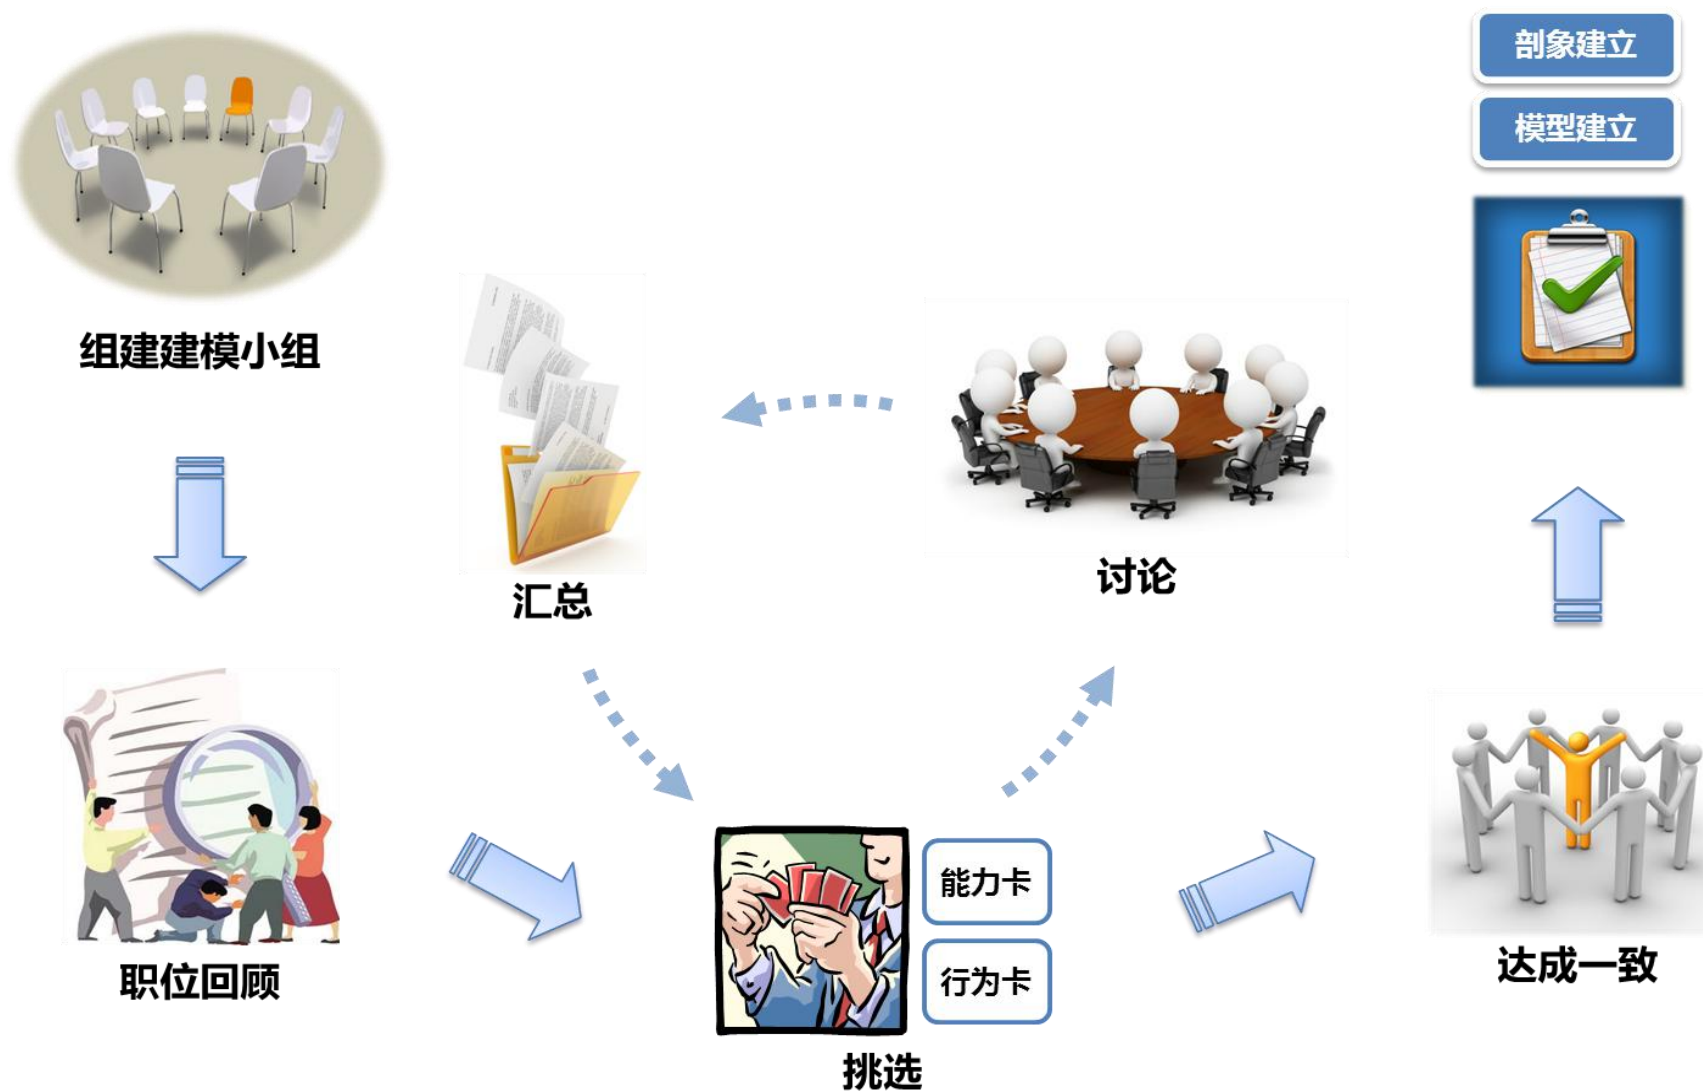 剖象建立
模型建立
组建建模小组
汇总
讨论
职位回顾
能力卡
行为卡
挑选
达成一致